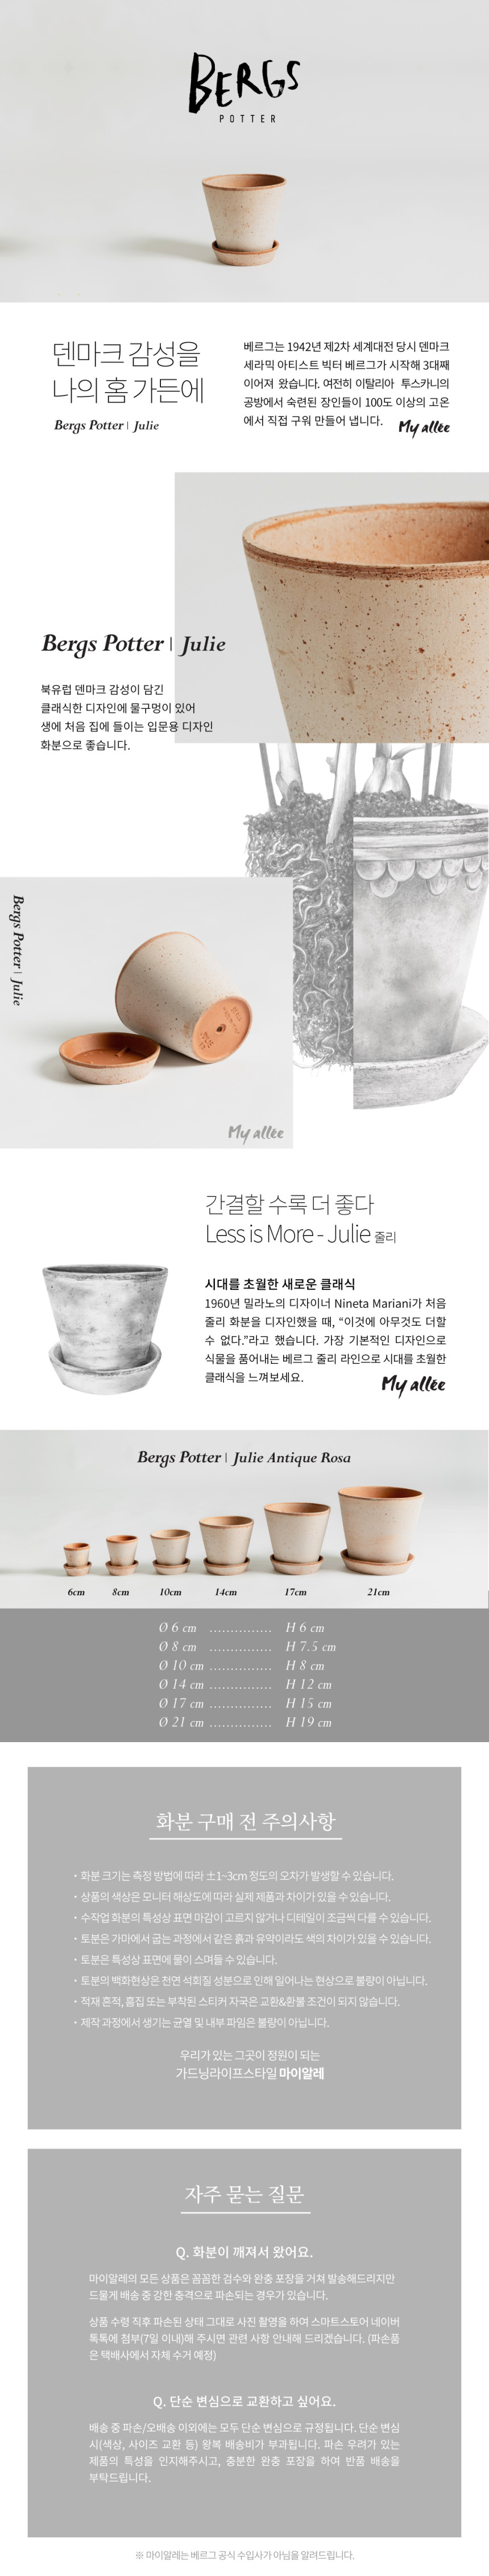 BERGS
POTTER
덴마크 감성을
나의 홈 가든에
Bergs Potter | Julie
베르그는 1942년 제2차 세계대전 당시 덴마크
세라믹 아티스트 빅터 베르그가 시작해 3대째
이어져 왔습니다. 여전히 이탈리아 투스카니의
공방에서 숙련된 장인들이 100도 이상의 고온
에서 직접 구워 만들어 냅니다.
My allée
Bergs Potter | Julie
북유럽 덴마크 감성이 담긴
클래식한 디자인에 물구멍이 있어
생에 처음 집에 들이는 입문용 디자인
화분으로 좋습니다.
Bergs Potter | Julie
My allée
간결할 수록 더 좋다
Less is More - Julie 줄리
시대를 초월한 새로운 클래식
1960년 밀라노의 디자이너 Nineta Mariani가 처음
줄리 화분을 디자인했을 때, “이것에 아무것도 더할
수 없다.”라고 했습니다. 가장 기본적인 디자인으로
식물을 품어내는 베르그 줄리 라인으로 시대를 초월한
클래식을 느껴보세요.
My allée
Bergs Potter | Julie Antique Rosa
6cm 8cm 10cm 14cm 17cm 21cm
Ø 6 cm ............... H 6 cm
Ø 8 cm ............... H 7.5 cm
Ø 10 cm ............... H 8 cm
Ø 14 cm ............... H 12 cm
Ø 17 cm ............... H 15 cm
Ø 21 cm ............... H 19 cm
화분 구매 전 주의사항
· 화분 크기는 측정 방법에 따라 ±1~3cm 정도의 오차가 발생할 수 있습니다.
· 상품의 색상은 모니터 해상도에 따라 실제 제품과 차이가 있을 수 있습니다.
· 수작업 화분의 특성상 표면 마감이 고르지 않거나 디테일이 조금씩 다를 수 있습니다.
· 토분은 가마에서 굽는 과정에서 같은 흙과 유약이라도 색의 차이가 있을 수 있습니다.
· 토분은 특성상 표면에 물이 스며들 수 있습니다.
· 토분의 백화현상은 천연 석회질 성분으로 인해 일어나는 현상으로 불량이 아닙니다.
· 적재 흔적, 흠집 또는 부착된 스티커 자국은 교환&환불 조건이 되지 않습니다.
· 제작 과정에서 생기는 균열 및 내부 파임은 불량이 아닙니다.
우리가 있는 그곳이 정원이 되는
가드닝라이프스타일 마이알레
자주 묻는 질문
Q. 화분이 깨져서 왔어요.
마이알레의 모든 상품은 꼼꼼한 검수와 완충 포장을 거쳐 발송해드리지만
드물게 배송 중 강한 충격으로 파손되는 경우가 있습니다.
상품 수령 직후 파손된 상태 그대로 사진 촬영을 하여 스마트스토어 네이버
톡톡에 첨부(7일 이내)해 주시면 관련 사항 안내해 드리겠습니다. (파손품
은 택배사에서 자체 수거 예정)
Q. 단순 변심으로 교환하고 싶어요.
배송 중 파손/오배송 이외에는 모두 단순 변심으로 규정됩니다. 단순 변심
시(색상, 사이즈 교환 등) 왕복 배송비가 부과됩니다. 파손 우려가 있는
제품의 특성을 인지해주시고, 충분한 완충 포장을 하여 반품 배송을
부탁드립니다.
※ 마이알레는 베르그 공식 수입사가 아님을 알려드립니다.